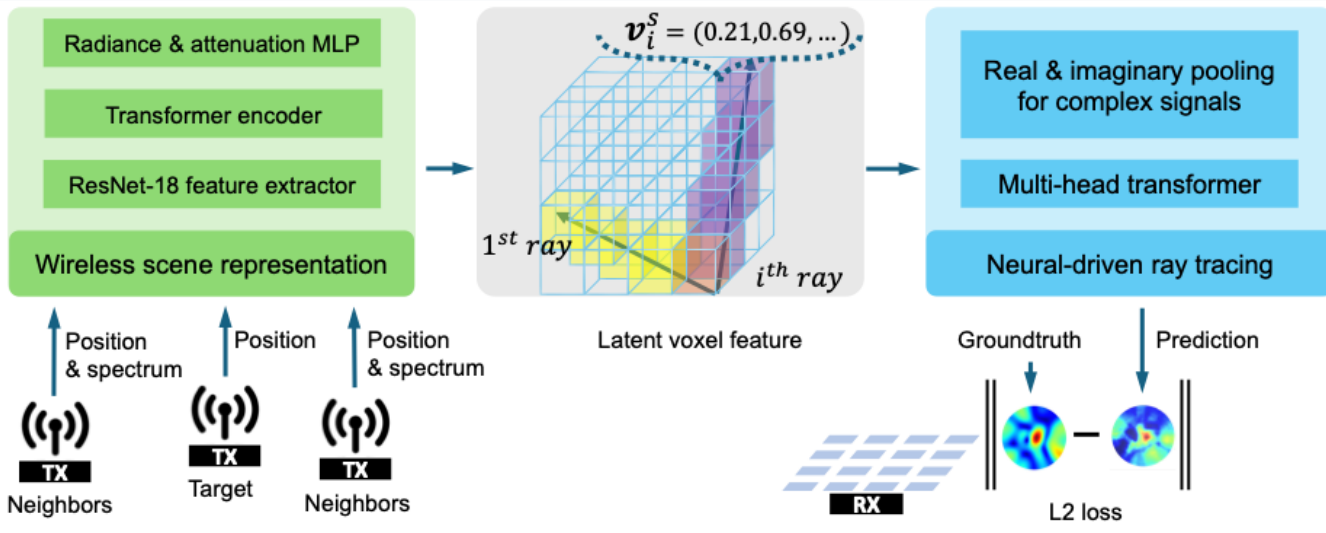 Radiance & attenuation MLP
Transformer encoder
ResNet-18 feature extractor
Wireless scene representation
Position
& spectrum
Position
Position
& spectrum
TX
Neighbors
TX
Target
TX
Neighbors
𝒗ᵢˢ = (0.21,0.69, ...)
1ˢᵗ ray
iᵗʰ ray
Latent voxel feature
Real & imaginary pooling
for complex signals
Multi-head transformer
Neural-driven ray tracing
Groundtruth
Prediction
RX
L2 loss